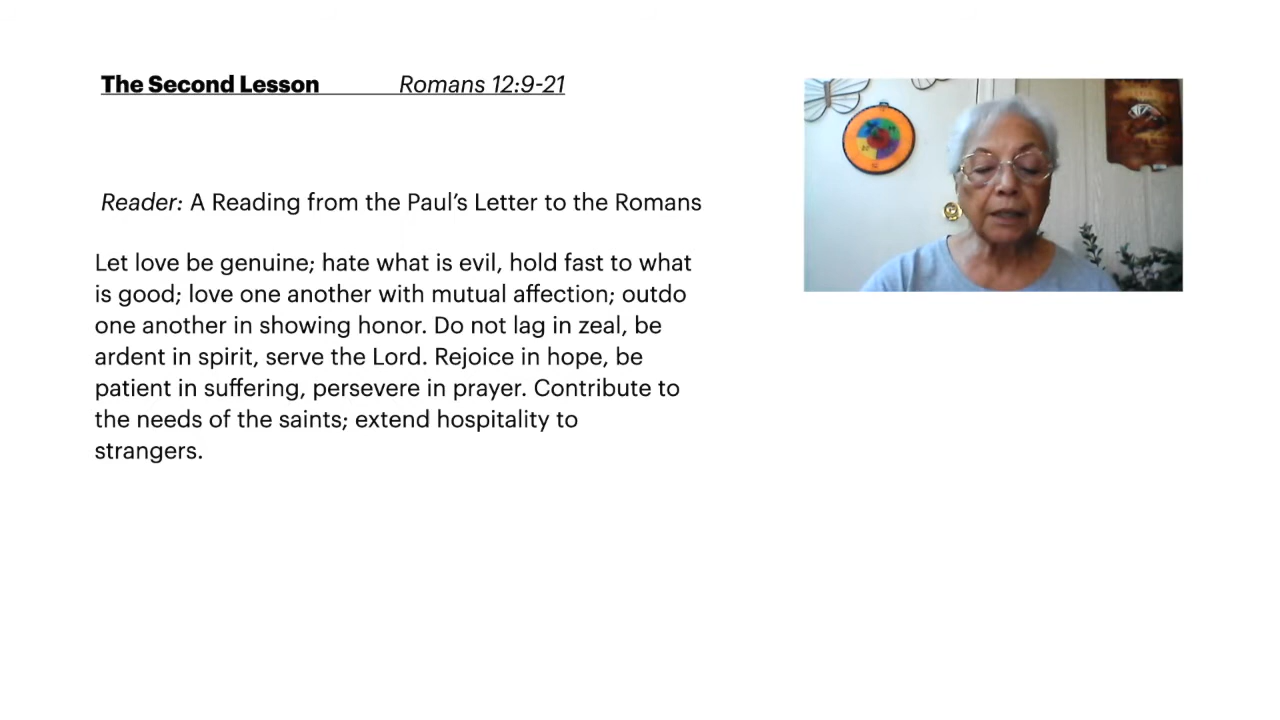 The Second Lesson Romans 12:9-21
Reader: A Reading from the Paul’s Letter to the Romans
Let love be genuine; hate what is evil, hold fast to what
is good; love one another with mutual affection; outdo
one another in showing honor. Do not lag in zeal, be
ardent in spirit, serve the Lord. Rejoice in hope, be
patient in suffering, persevere in prayer. Contribute to
the needs of the saints; extend hospitality to
strangers.